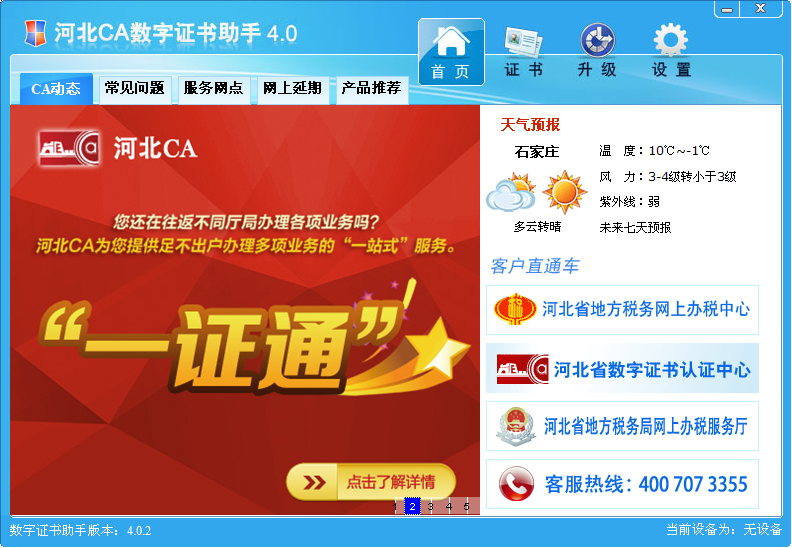 河北CA数字证书助手 4.0
首 页
证 书
升 级
设 置
CA动态
常见问题
服务网点
网上延期
产品推荐
河北CA
您还在往返不同厅局办理各项业务吗?
河北CA为您提供足不出户办理多项业务的“一站式”服务。
“一证通”
点击了解详情
1 2 3 4 5
天气预报
石家庄
多云转晴
温 度：10℃~-1℃
风 力：3-4级转小于3级
紫外线：弱
未来七天预报
客户直通车
河北省地方税务网上办税中心
河北省数字证书认证中心
河北省地方税务局网上办税服务厅
客服热线：400 707 3355
数字证书助手版本：4.0.2
当前设备为：无设备